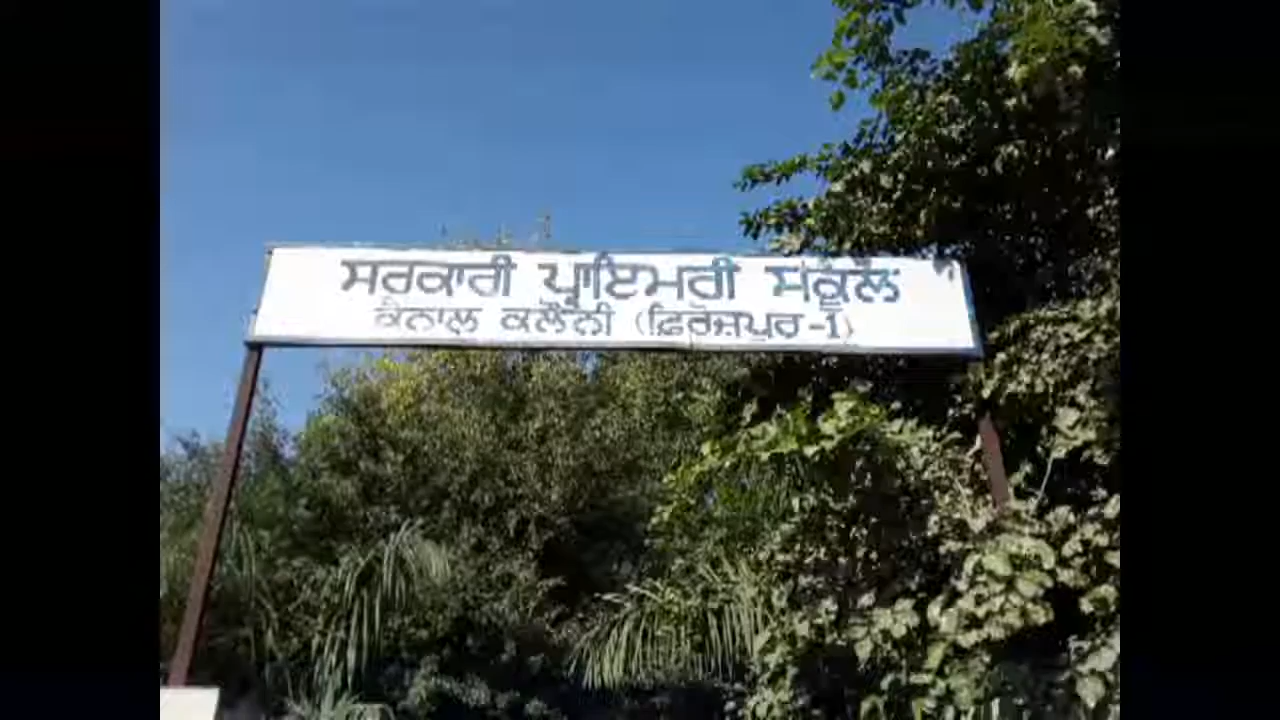 ਸਰਕਾਰੀ ਪ੍ਰਾਇਮਰੀ ਸਕੂਲ
ਕੇਨਾਲ ਕਲੌਨੀ (ਫ਼ਿਰੋਜ਼ਪੁਰ-1)